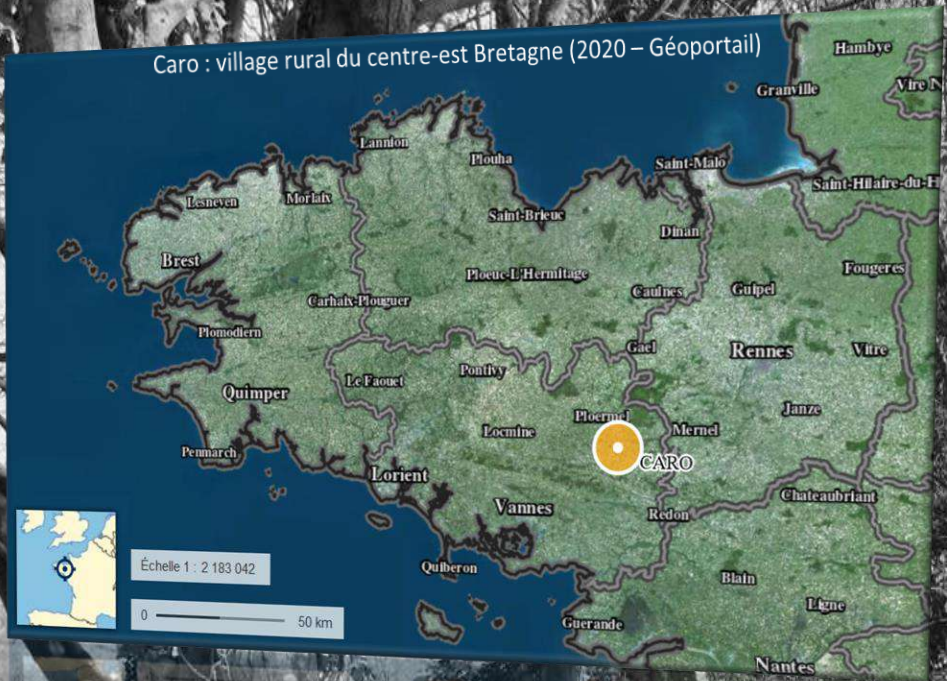 Caro : village rural du centre-est Bretagne (2020 – Géoportail)
Hambye
Granville
Vire N
Lannion
Plouha
Saint-Malo
Saint-Hilaire-du-H
Lesneven
Morlaix
Saint-Brieuc
Dinan
Brest
Ploeuc-L'Hermitage
Fougeres
Carhaix-Plouguer
Caulnes
Guipel
Plomodiern
Gael
Rennes
Vitre
Le Faouet
Pontivy
Quimper
Ploermel
Janze
Locmine
Mernel
Penmarch
CARO
Lorient
Chateaubriant
Vannes
Redon
Échelle 1 : 2 183 042
Quiberon
Blain
Ligne
0
50 km
Guerande
Nantes